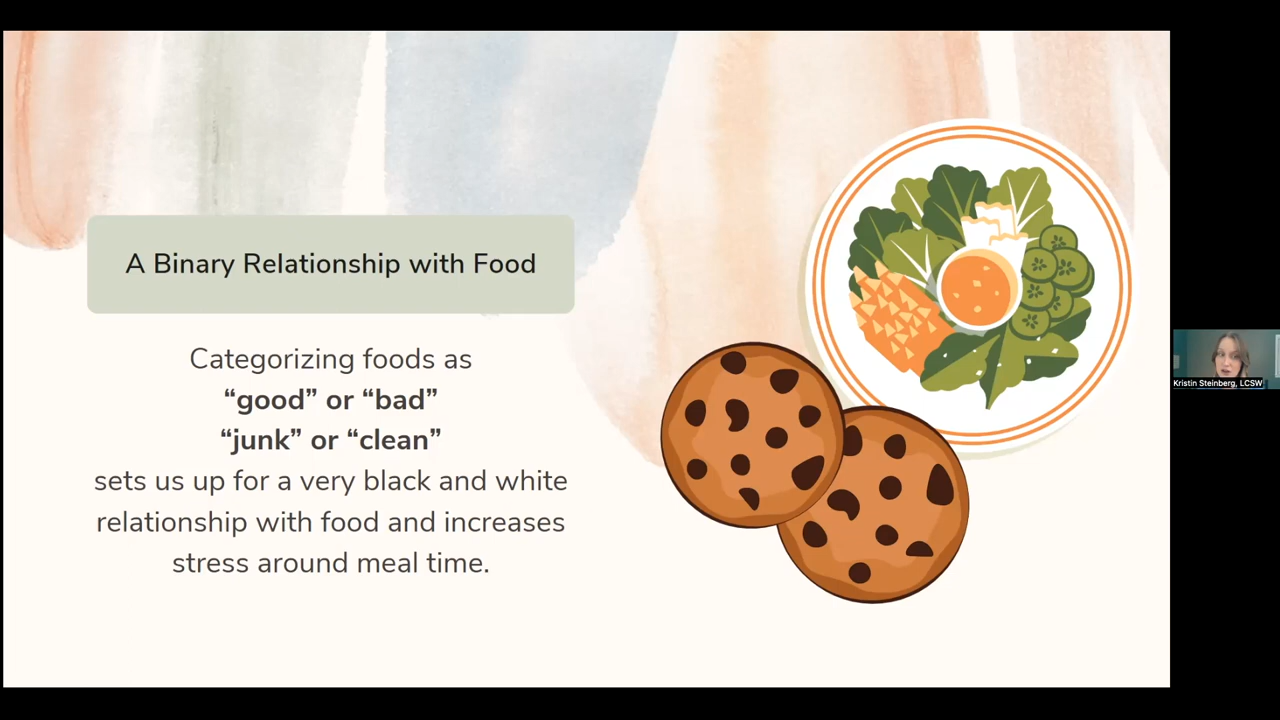 A Binary Relationship with Food
Categorizing foods as
“good” or “bad”
“junk” or “clean”
sets us up for a very black and white
relationship with food and increases
stress around meal time.
Kristin Steinberg, LCSW